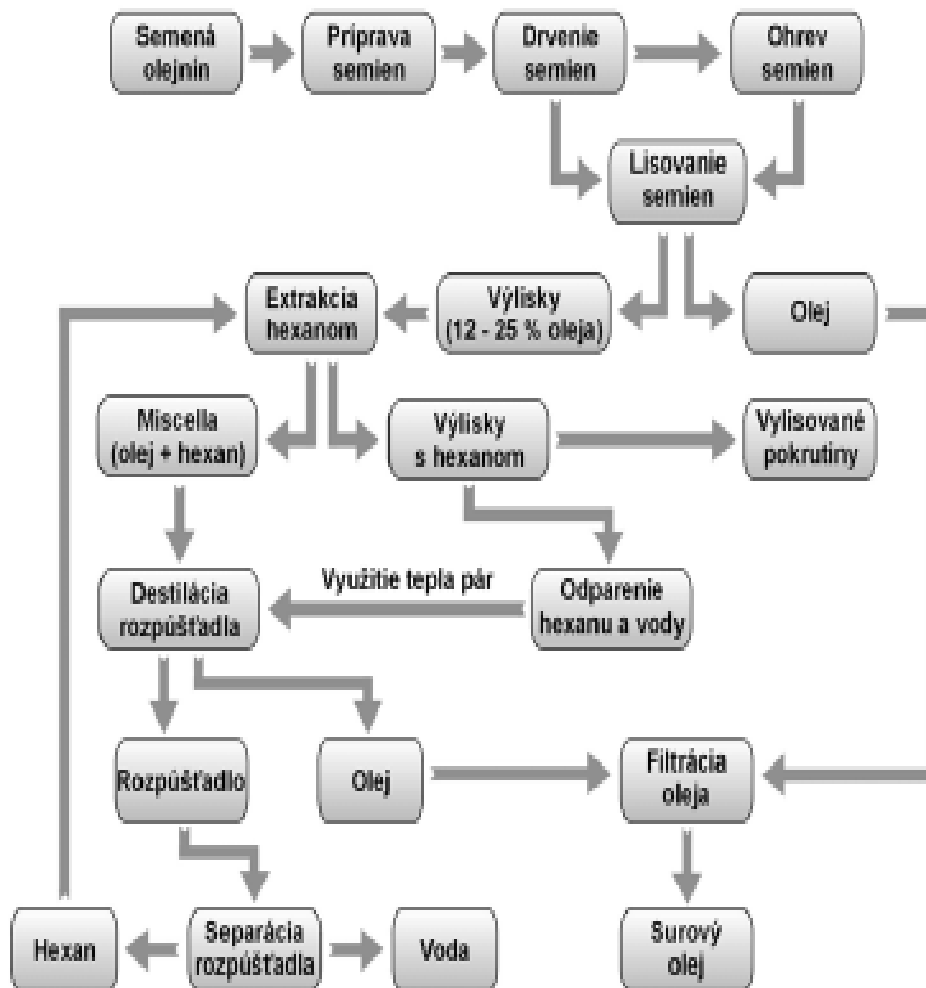 Semená
olejnín
Príprava
semien
Drvenie
semien
Ohrev
semien
Lisovanie
semien
Extrakcia
hexanom
Výlisky
(12 - 25 % oleja)
Olej
Miscella
(olej + hexan)
Výlisky
s hexanom
Vylisované
pokrutiny
Destilácia
rozpúšťadla
Využitie tepla pár
Odparenie
hexanu a vody
Rozpúšťadlo
Olej
Filtrácia
oleja
Hexan
Separácia
rozpúšťadla
Voda
Surový
olej